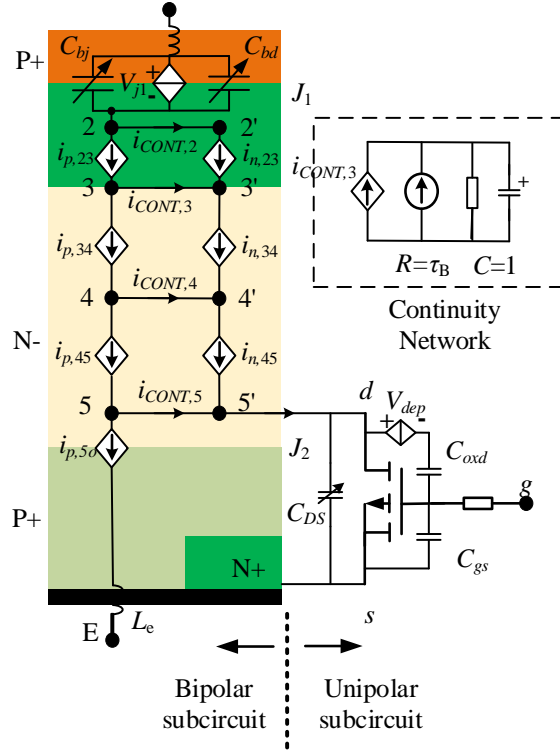 P+
C_bj
C_bd
+
V_j1
-
J_1
2
2'
i_CONT,2
i_p,23
i_n,23
3
3'
i_CONT,3
i_CONT,3
+
R=τ_B
C=1
Continuity
Network
i_p,34
i_n,34
4
i_CONT,4
4'
N-
i_p,45
i_n,45
5
i_CONT,5
5'
d
+
V_dep
-
i_p,5o
J_2
C_oxd
g
C_DS
P+
C_gs
N+
L_e
E
s
Bipolar
subcircuit
Unipolar
subcircuit